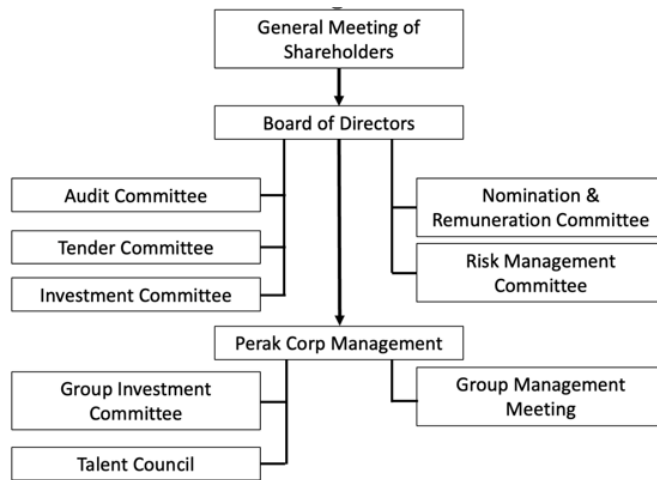 General Meeting of
Shareholders
Board of Directors
Audit Committee
Tender Committee
Investment Committee
Nomination &
Remuneration Committee
Risk Management
Committee
Perak Corp Management
Group Investment
Committee
Talent Council
Group Management
Meeting